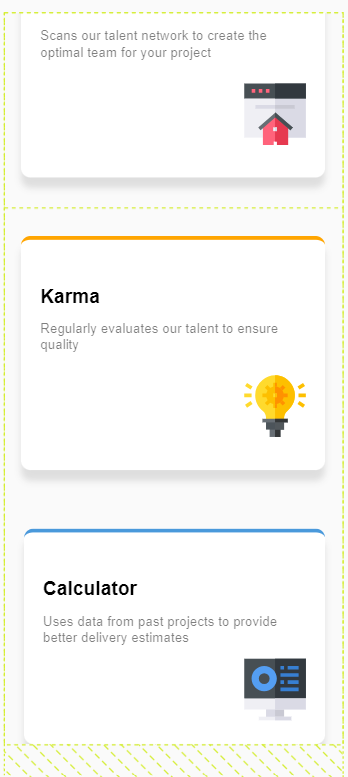 Scans our talent network to create the
optimal team for your project
Karma
Regularly evaluates our talent to ensure
quality
Calculator
Uses data from past projects to provide
better delivery estimates